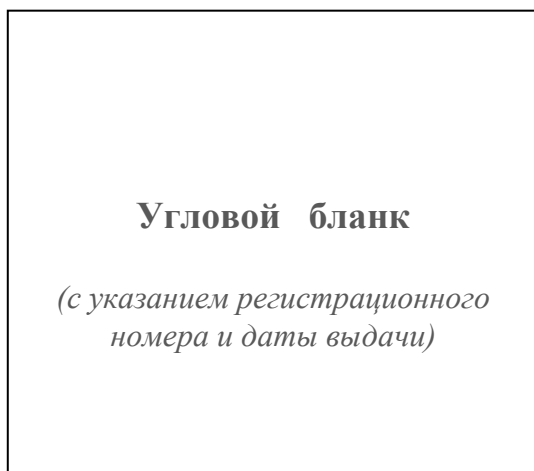 Угловой бланк
(с указанием регистрационного
номера и даты выдачи)